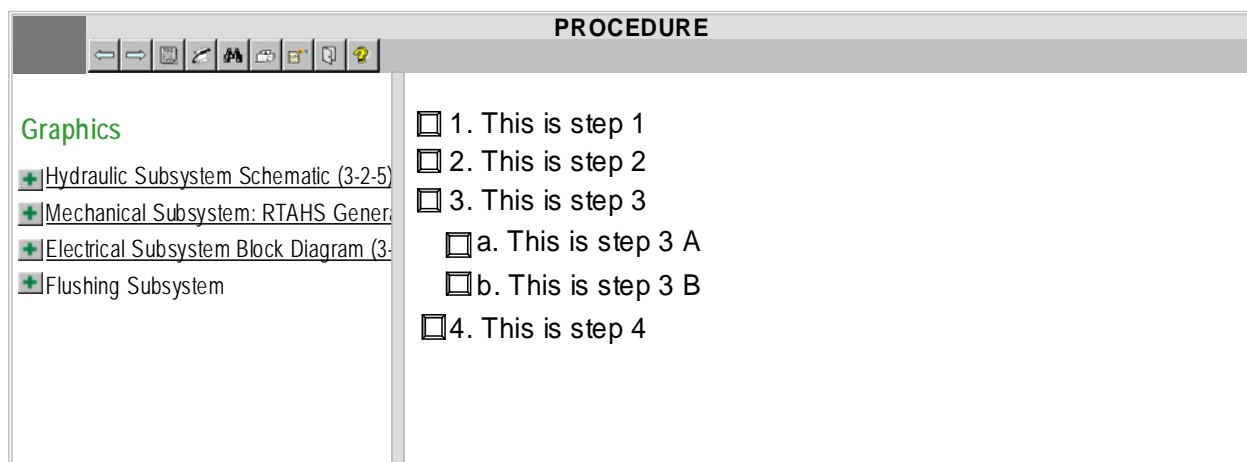 PROCEDURE
Graphics
Hydraulic Subsystem Schematic (3-2-5)
Mechanical Subsystem: RTAHS Gener
Electrical Subsystem Block Diagram (3-
Flushing Subsystem
1. This is step 1
2. This is step 2
3. This is step 3
a. This is step 3 A
b. This is step 3 B
4. This is step 4